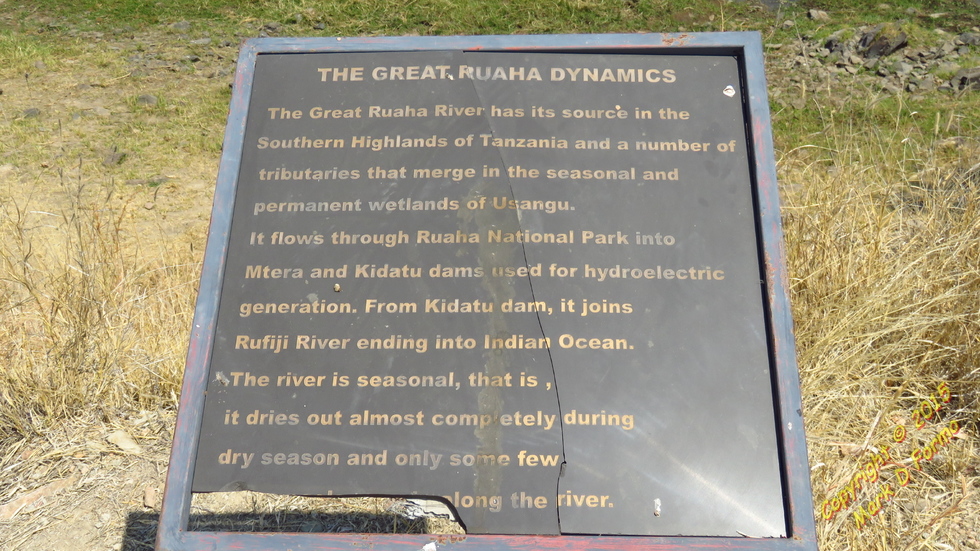 THE GREAT RUAHA DYNAMICS
The Great Ruaha River has its source in the
Southern Highlands of Tanzania and a number of
tributaries that merge in the seasonal and
permanent wetlands of Usangu.
It flows through Ruaha National Park into
Mtera and Kidatu dams used for hydroelectric
generation. From Kidatu dam, it joins
Rufiji River ending into Indian Ocean.
The river is seasonal, that is ,
it dries out almost completely during
dry season and only some few
along the river.
Copyright © 2015
Mark D Forme